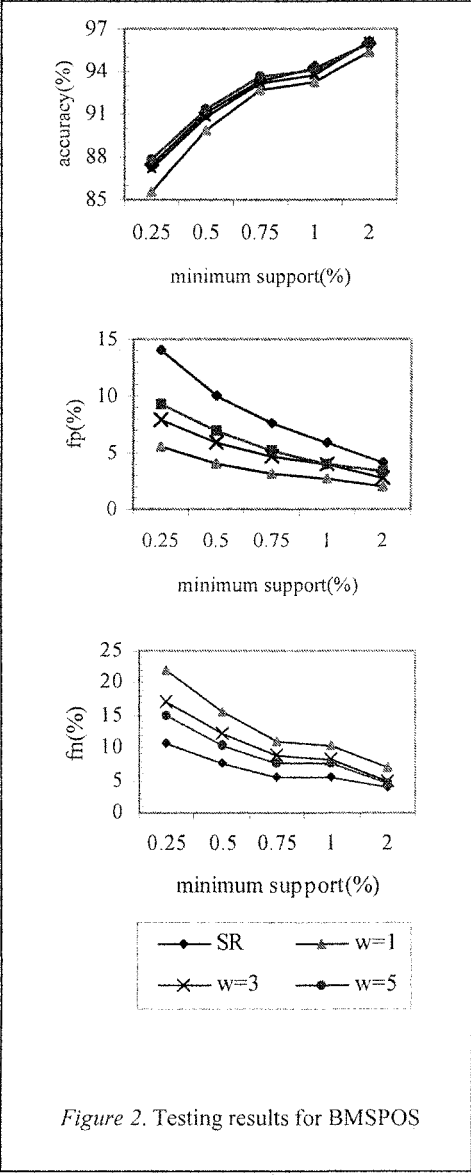 97
94
91
88
85
accuracy(%)
0.25 0.5 0.75 1 2
minimum support(%)
15
10
5
0
fp(%)
0.25 0.5 0.75 1 2
minimum support(%)
25
20
15
10
5
0
fn(%)
0.25 0.5 0.75 1 2
minimum support(%)
SR w=1
w=3 w=5
Figure 2. Testing results for BMSPOS